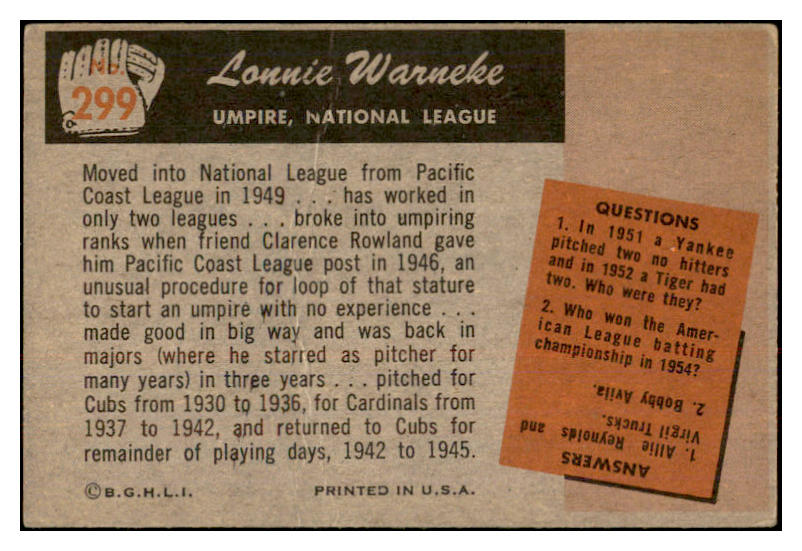 No.
299
Lonnie Warneke
UMPIRE, NATIONAL LEAGUE
Moved into National League from Pacific
Coast League in 1949 . . . has worked in
only two leagues . . . broke into umpiring
ranks when friend Clarence Rowland gave
him Pacific Coast League post in 1946, an
unusual procedure for loop of that stature
to start an umpire with no experience . . .
made good in big way and was back in
majors (where he starred as pitcher for
many years) in three years . . . pitched for
Cubs from 1930 to 1936, for Cardinals from
1937 to 1942, and returned to Cubs for
remainder of playing days, 1942 to 1945.
©B.G.H.L.I.
PRINTED IN U.S.A.
QUESTIONS
1. In 1951 a Yankee
pitched two no hitters
and in 1952 a Tiger had
two. Who were they?
2. Who won the Amer-
ican League batting
championship in 1954?
ANSWERS
1. Allie Reynolds and
Virgil Trucks.
2. Bobby Avila.